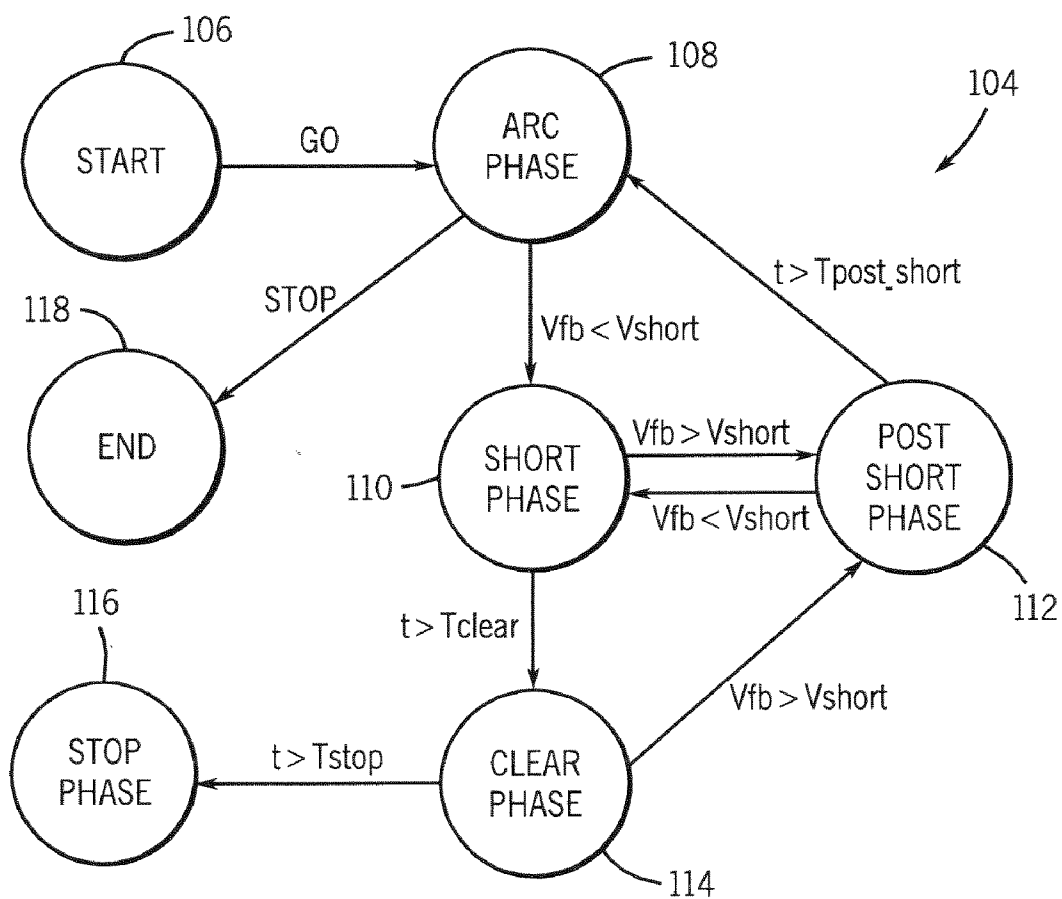 106
108
104
START
GO
ARC
PHASE
STOP
t > Tpost_short
118
Vfb < Vshort
END
110
SHORT
PHASE
Vfb > Vshort
Vfb < Vshort
POST
SHORT
PHASE
112
116
t > Tclear
Vfb > Vshort
STOP
PHASE
t > Tstop
CLEAR
PHASE
114